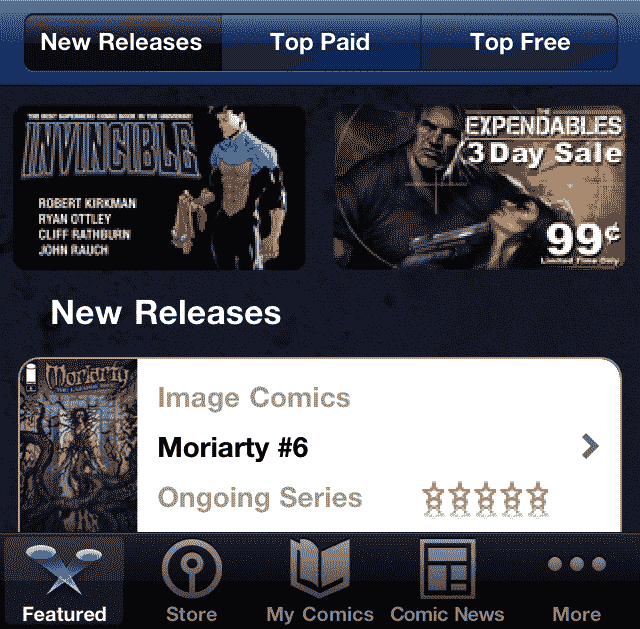 New Releases
Top Paid
Top Free
THE BEST SUPERHERO COMIC BOOK IN THE UNIVERSE!
INVINCIBLE
ROBERT KIRKMAN
RYAN OTTLEY
CLIFF RATHBURN
JOHN RAUCH
THE
EXPENDABLES
3 Day Sale
99¢
Limited Time Only
New Releases
Moriarty
Image Comics
Moriarty #6
Ongoing Series
Featured
Store
My Comics
Comic News
More